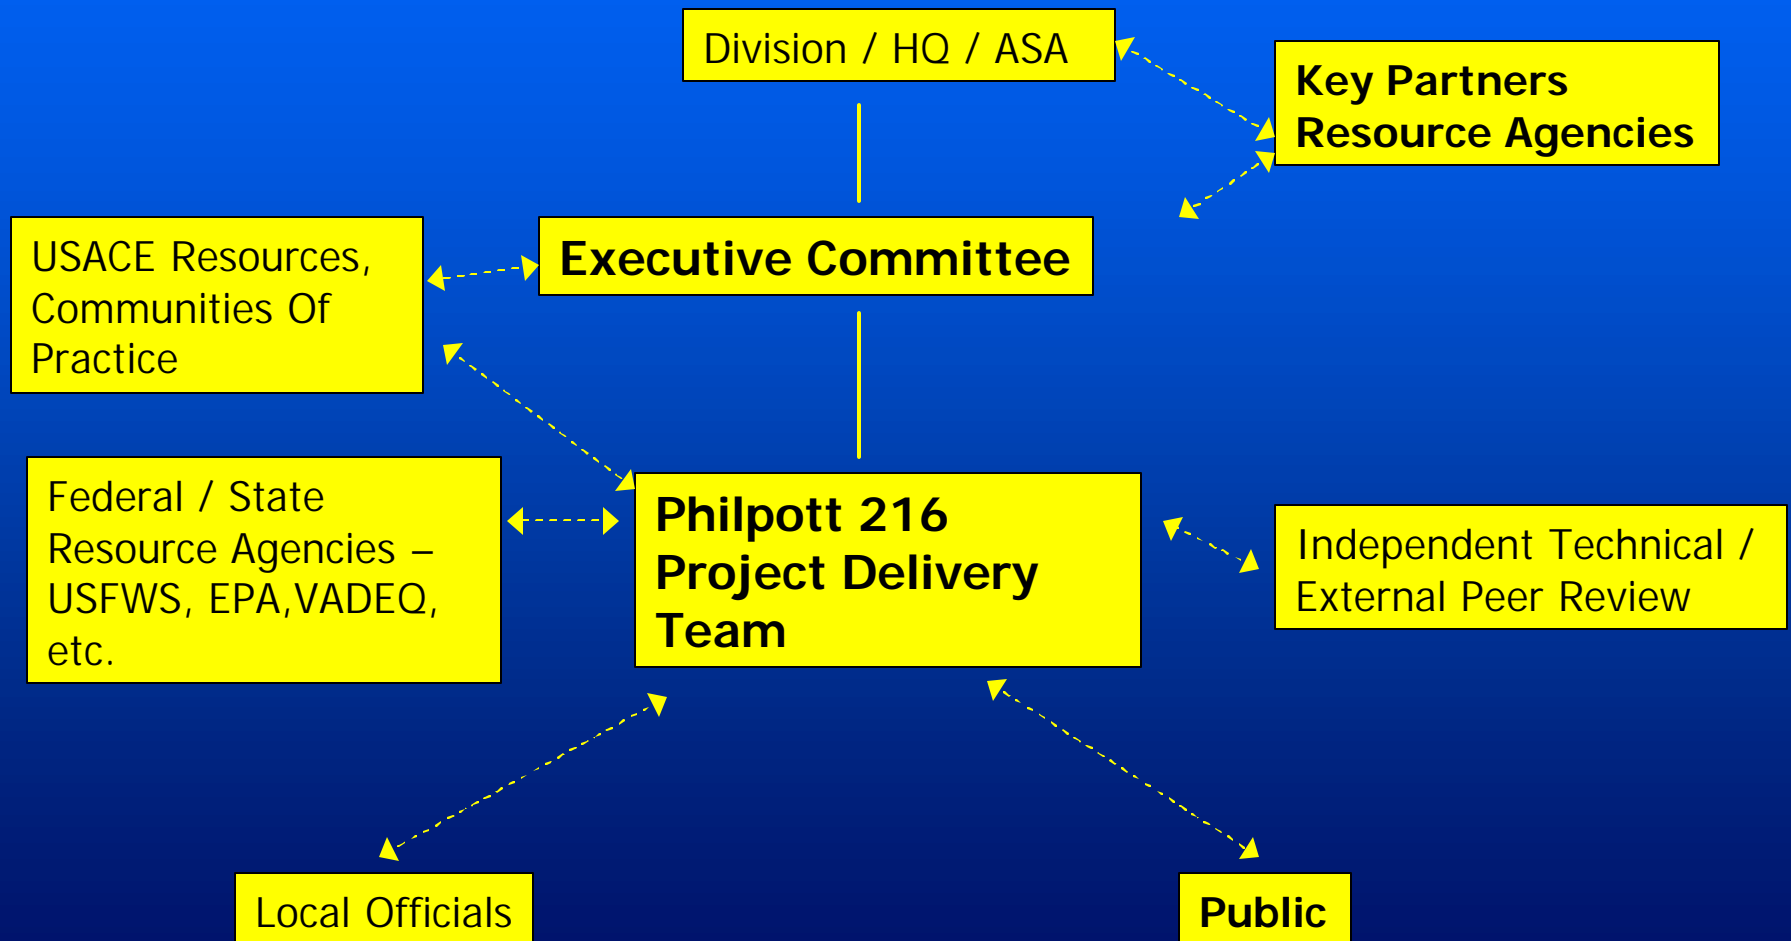 Division / HQ / ASA
Key Partners
Resource Agencies
USACE Resources,
Communities Of
Practice
Executive Committee
Federal / State
Resource Agencies –
USFWS, EPA,VADEQ,
etc.
Philpott 216
Project Delivery
Team
Independent Technical /
External Peer Review
Local Officials
Public